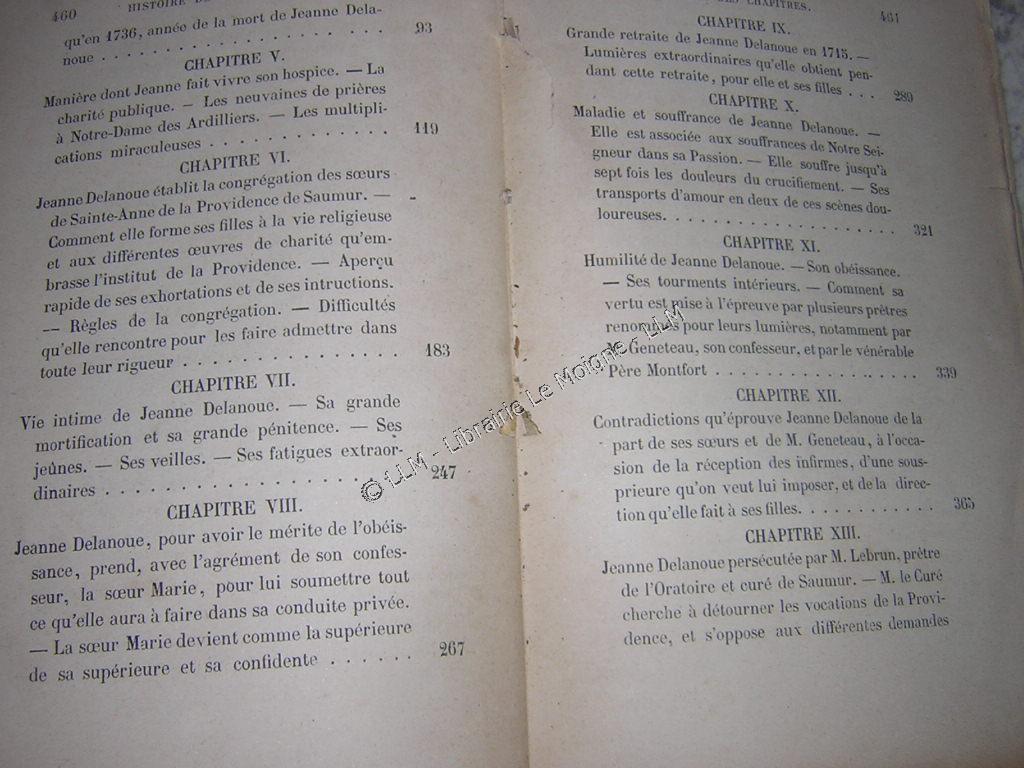 460 HISTOIRE DE
qu'en 1736, année de la mort de Jeanne Dela-
noue . . . . . . . . . . . . . . . . . 93
CHAPITRE V.
Manière dont Jeanne fait vivre son hospice. — La
charité publique. — Les neuvaines de prières
à Notre-Dame des Ardilliers. — Les multipli-
cations miraculeuses . . . . . . . . . . . 119
CHAPITRE VI.
Jeanne Delanoue établit la congrégation des sœurs
de Sainte-Anne de la Providence de Saumur. —
Comment elle forme ses filles à la vie religieuse
et aux différentes œuvres de charité qu'em-
brasse l'institut de la Providence. — Aperçu
rapide de ses exhortations et de ses intructions.
— Règles de la congrégation. — Difficultés
qu'elle rencontre pour les faire admettre dans
toute leur rigueur . . . . . . . . . . . . 183
CHAPITRE VII.
Vie intime de Jeanne Delanoue. — Sa grande
mortification et sa grande pénitence. — Ses
jeûnes. — Ses veilles. — Ses fatigues extraor-
dinaires . . . . . . . . . . . . . . . . 247
CHAPITRE VIII.
Jeanne Delanoue, pour avoir le mérite de l'obéis-
sance, prend, avec l'agrément de son confes-
seur, la sœur Marie, pour lui soumettre tout
ce qu'elle aura à faire dans sa conduite privée.
— La sœur Marie devient comme la supérieure
de sa supérieure et sa confidente . . . . . . 267
DES CHAPITRES. 461
CHAPITRE IX.
Grande retraite de Jeanne Delanoue en 1715. —
Lumières extraordinaires qu'elle obtient pen-
dant cette retraite, pour elle et ses filles . . . 289
CHAPITRE X.
Maladie et souffrance de Jeanne Delanoue. —
Elle est associée aux souffrances de Notre Sei-
gneur dans sa Passion. — Elle souffre jusqu'à
sept fois les douleurs du crucifiement. — Ses
transports d'amour en deux de ces scènes dou-
loureuses. . . . . . . . . . . . . . . . . 321
CHAPITRE XI.
Humilité de Jeanne Delanoue. — Son obéissance.
— Ses tourments intérieurs. — Comment sa
vertu est mise à l'épreuve par plusieurs prêtres
renommés pour leurs lumières, notamment par
M. Geneteau, son confesseur, et par le vénérable
Père Montfort . . . . . . . . . . . . . . 339
CHAPITRE XII.
Contradictions qu'éprouve Jeanne Delanoue de la
part de ses sœurs et de M. Geneteau, à l'occa-
sion de la réception des infirmes, d'une sous-
prieure qu'on veut lui imposer, et de la direc-
tion qu'elle fait à ses filles. . . . . . . . . . 365
CHAPITRE XIII.
Jeanne Delanoue persécutée par M. Lebrun, prêtre
de l'Oratoire et curé de Saumur. — M. le Curé
cherche à détourner les vocations de la Provi-
dence, et s'oppose aux différentes demandes
© LLM - Librairie Le Moigne - LLM